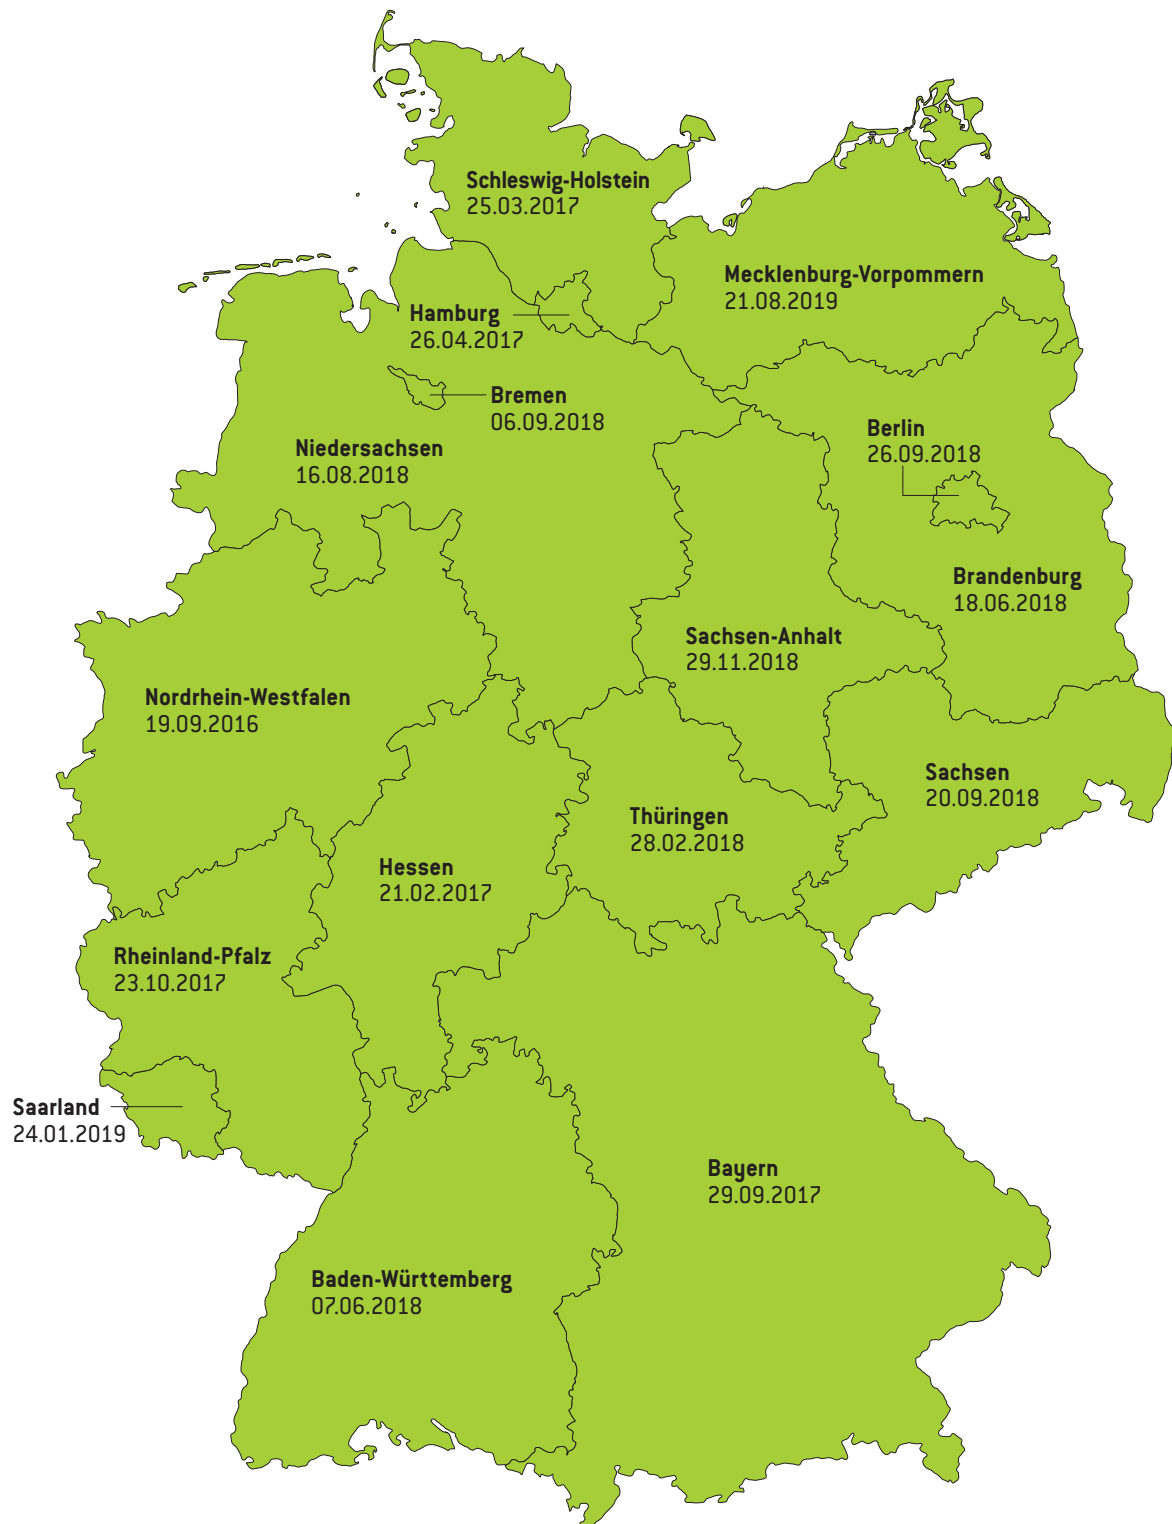 Schleswig-Holstein
25.03.2017
Mecklenburg-Vorpommern
21.08.2019
Hamburg
26.04.2017
Bremen
06.09.2018
Berlin
26.09.2018
Niedersachsen
16.08.2018
Brandenburg
18.06.2018
Sachsen-Anhalt
29.11.2018
Nordrhein-Westfalen
19.09.2016
Sachsen
20.09.2018
Thüringen
28.02.2018
Hessen
21.02.2017
Rheinland-Pfalz
23.10.2017
Saarland
24.01.2019
Bayern
29.09.2017
Baden-Württemberg
07.06.2018